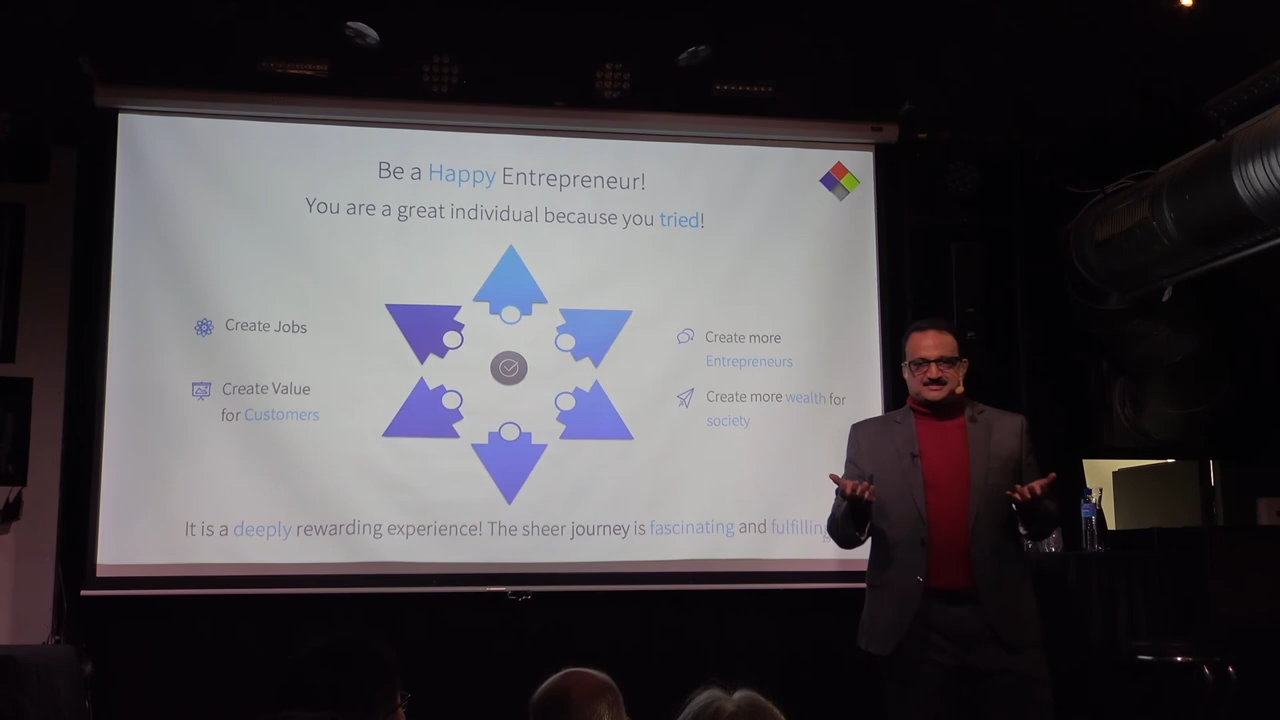 Be a Happy Entrepreneur!
You are a great individual because you tried!
Create Jobs
Create Value
for Customers
Create more
Entrepreneurs
Create more wealth for
society
It is a deeply rewarding experience! The sheer journey is fascinating and fulfilling